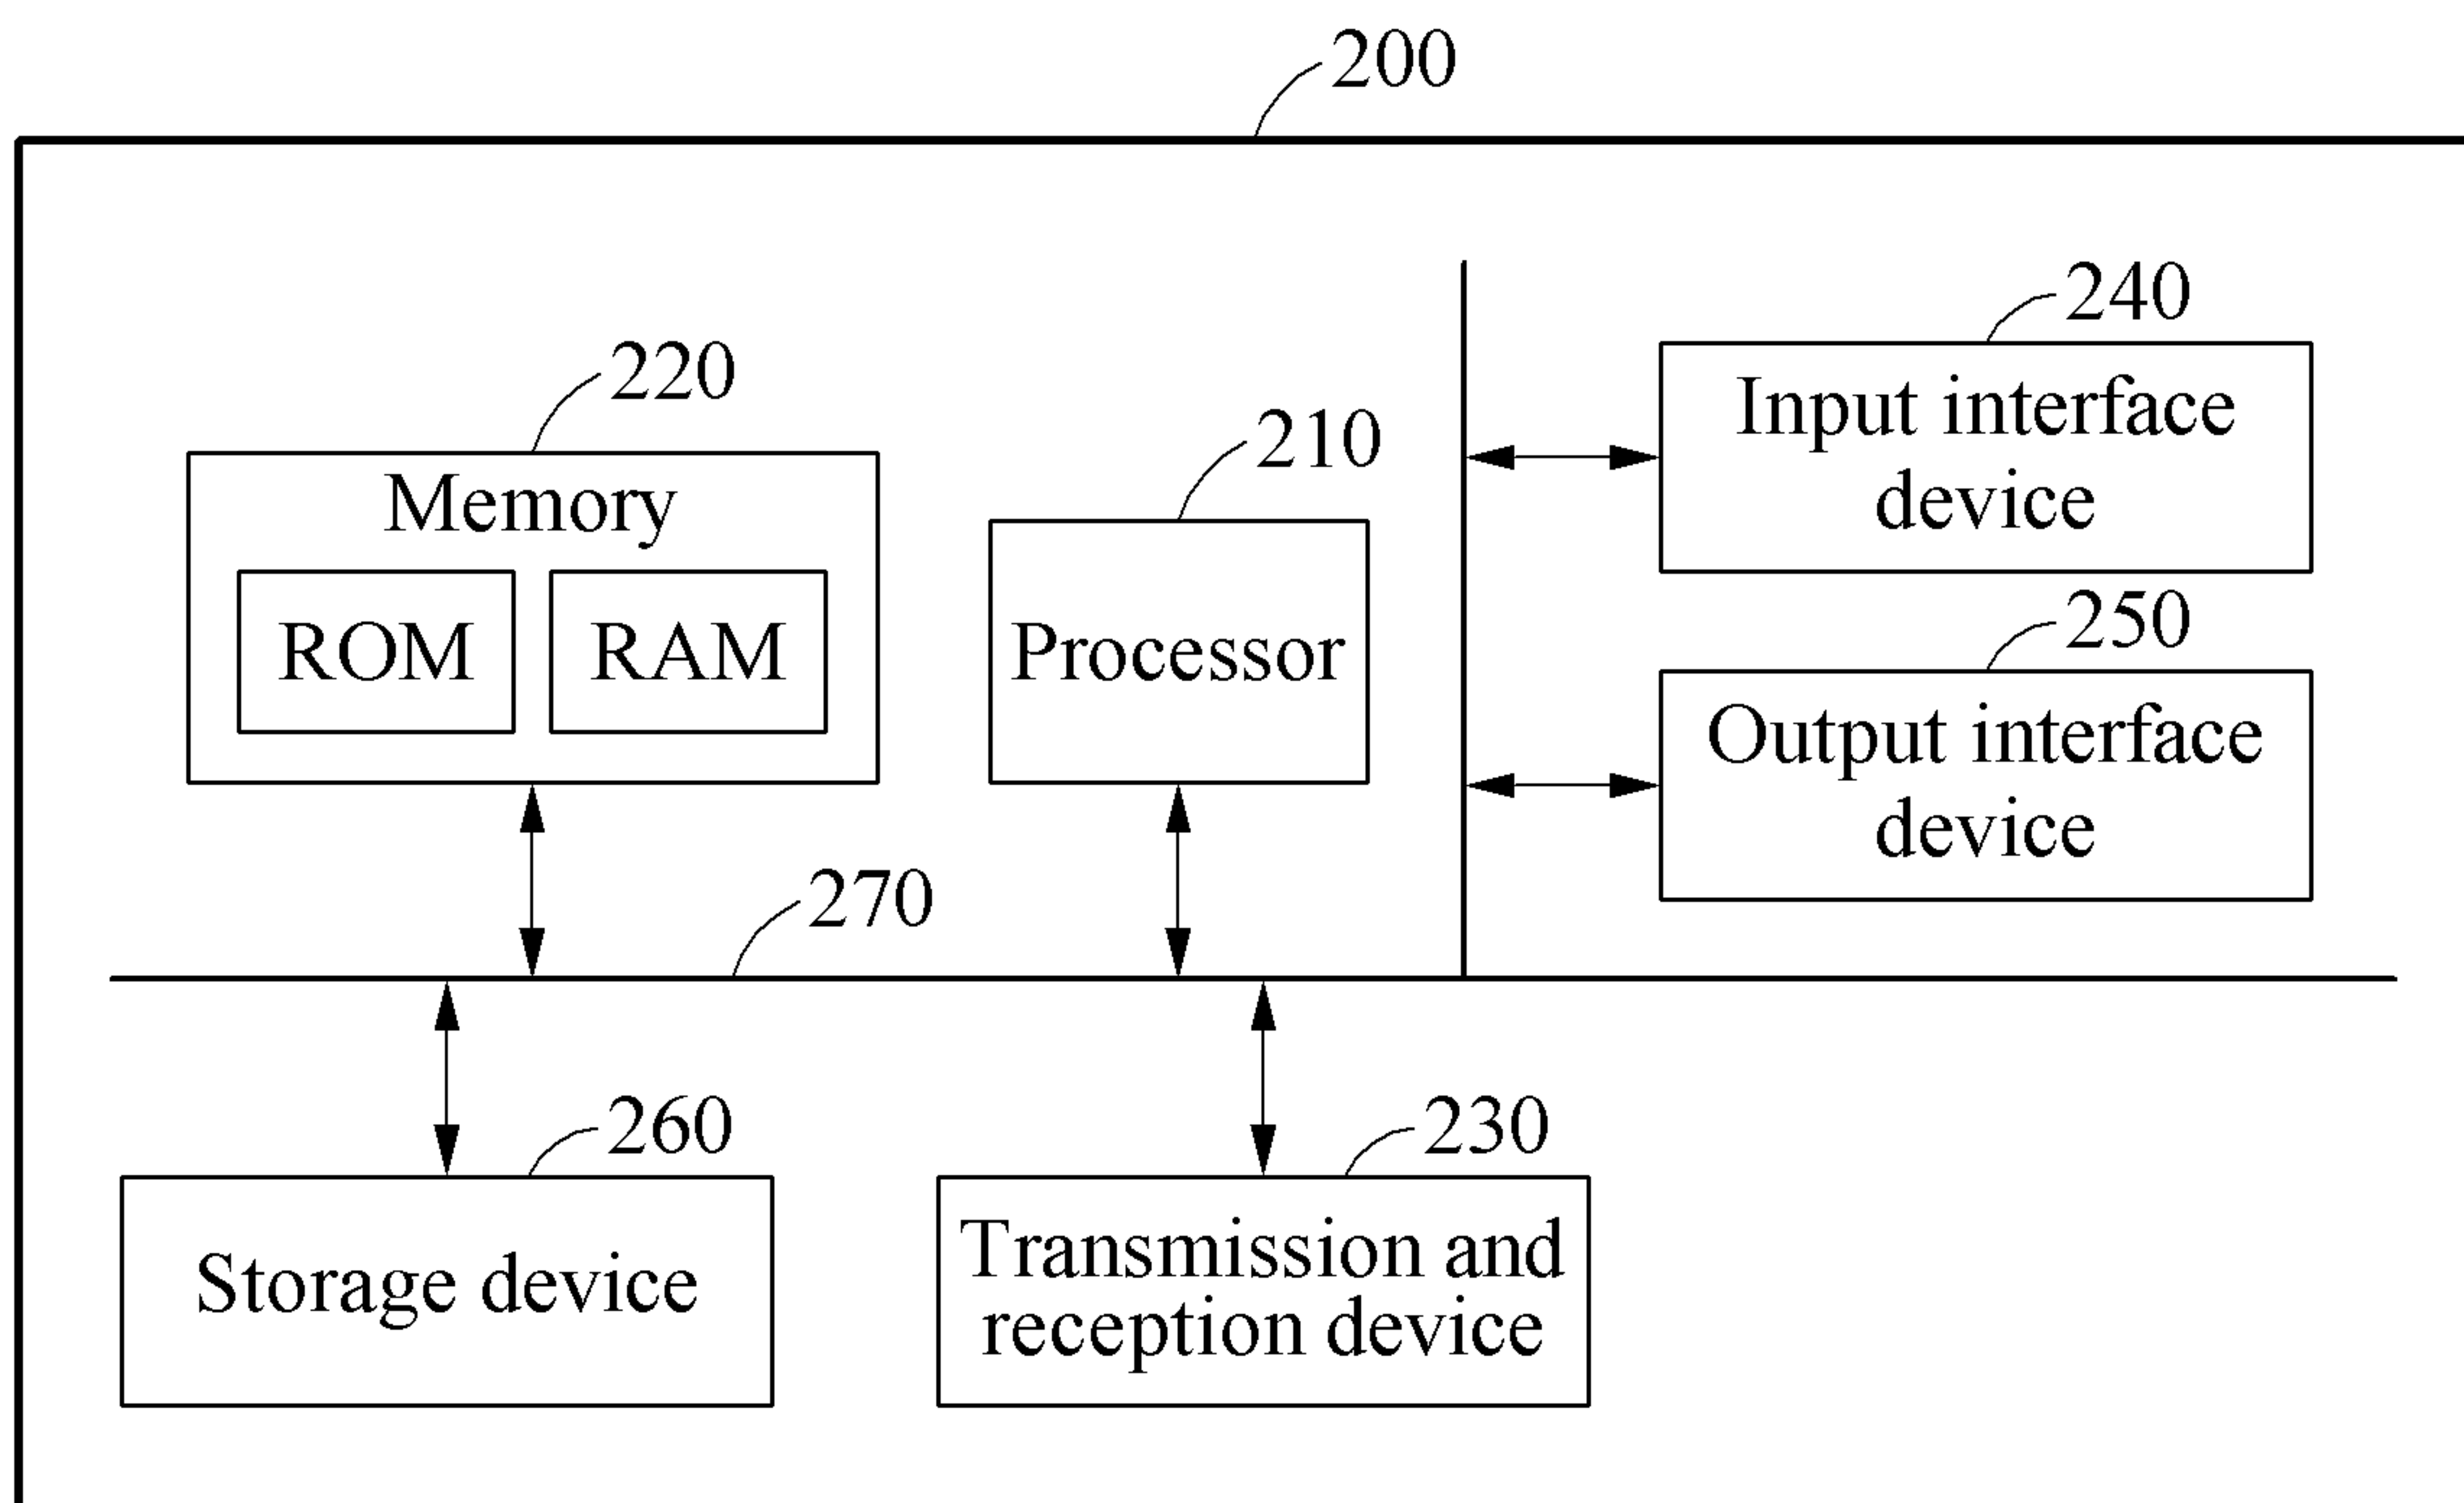 200
240
Input interface
device
220
Memory
ROM
RAM
210
Processor
250
Output interface
device
270
260
Storage device
230
Transmission and
reception device